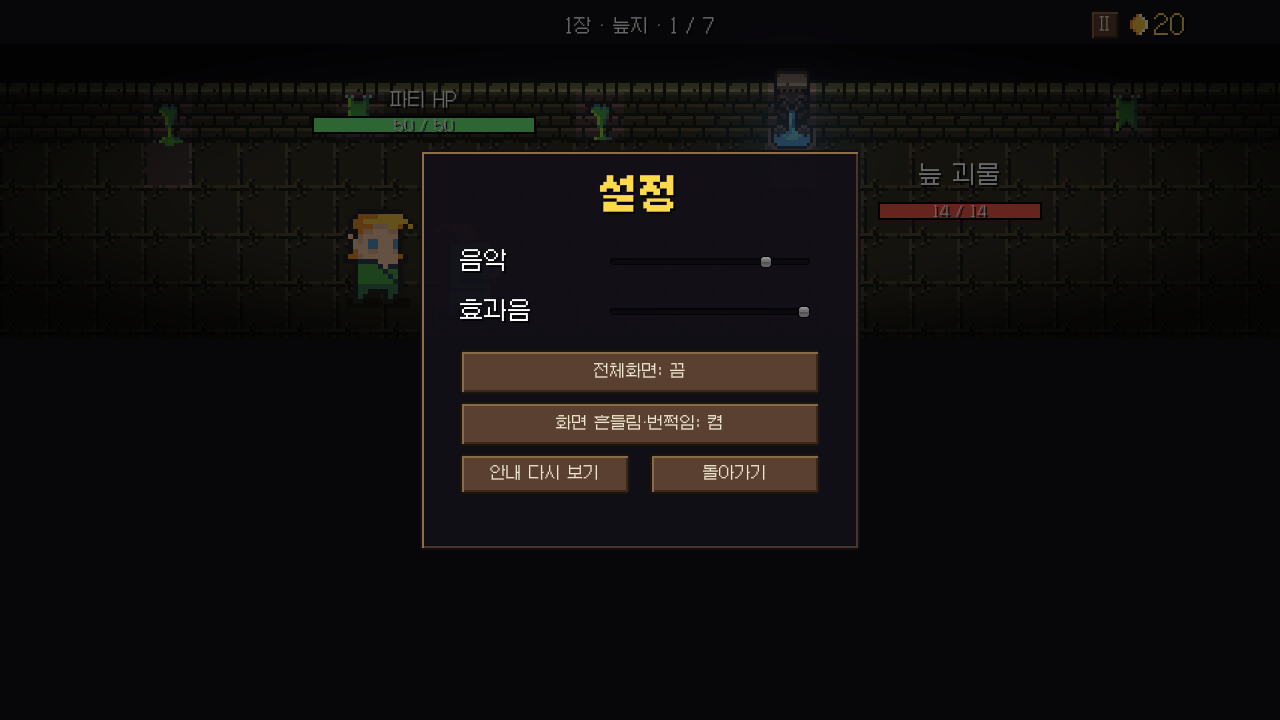 1장 · 늪지 · 1 / 7
II
20
파티 HP
50 / 50
늪 괴물
14 / 14
설정
음악
효과음
전체화면: 끔
화면 흔들림·번쩍임: 켬
안내 다시 보기
돌아가기